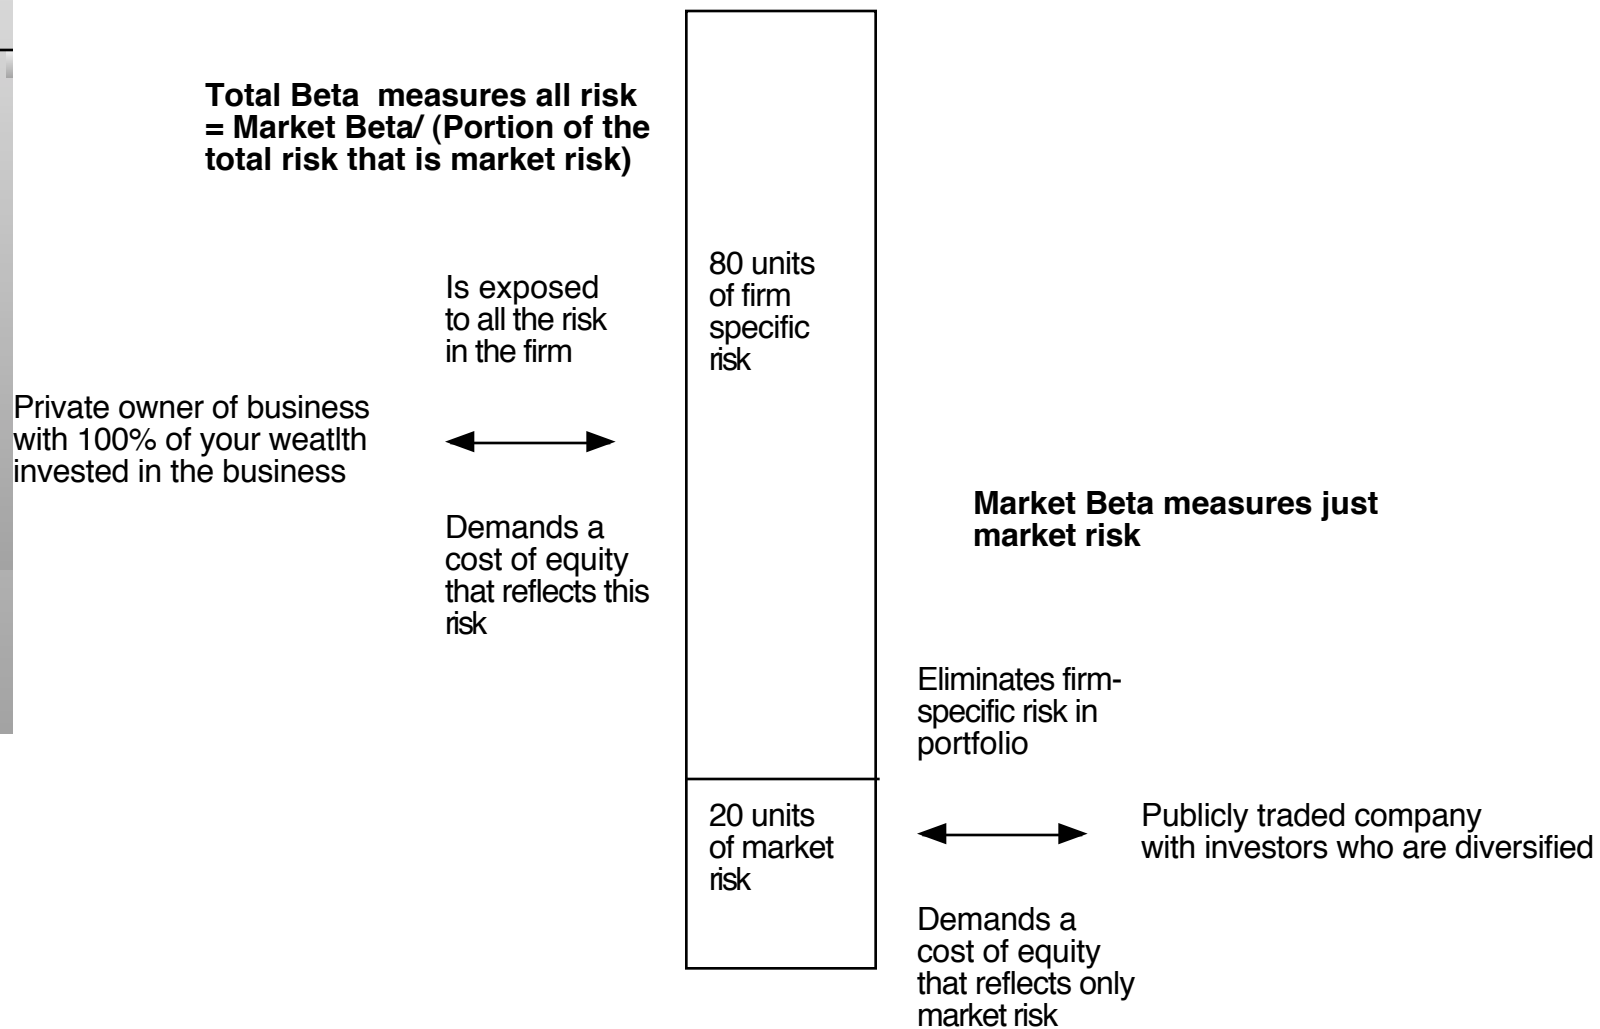 Total Beta  measures all risk
= Market Beta/ (Portion of the
total risk that is market risk)
80 units
of firm
specific
risk
Is exposed
to all the risk
in the firm
Private owner of business
with 100% of your weatlth
invested in the business
Demands a
cost of equity
that reflects this
risk
Market Beta measures just
market risk
Eliminates firm-
specific risk in
portfolio
20 units
of market
risk
Publicly traded company
with investors who are diversified
Demands a
cost of equity
that reflects only
market risk